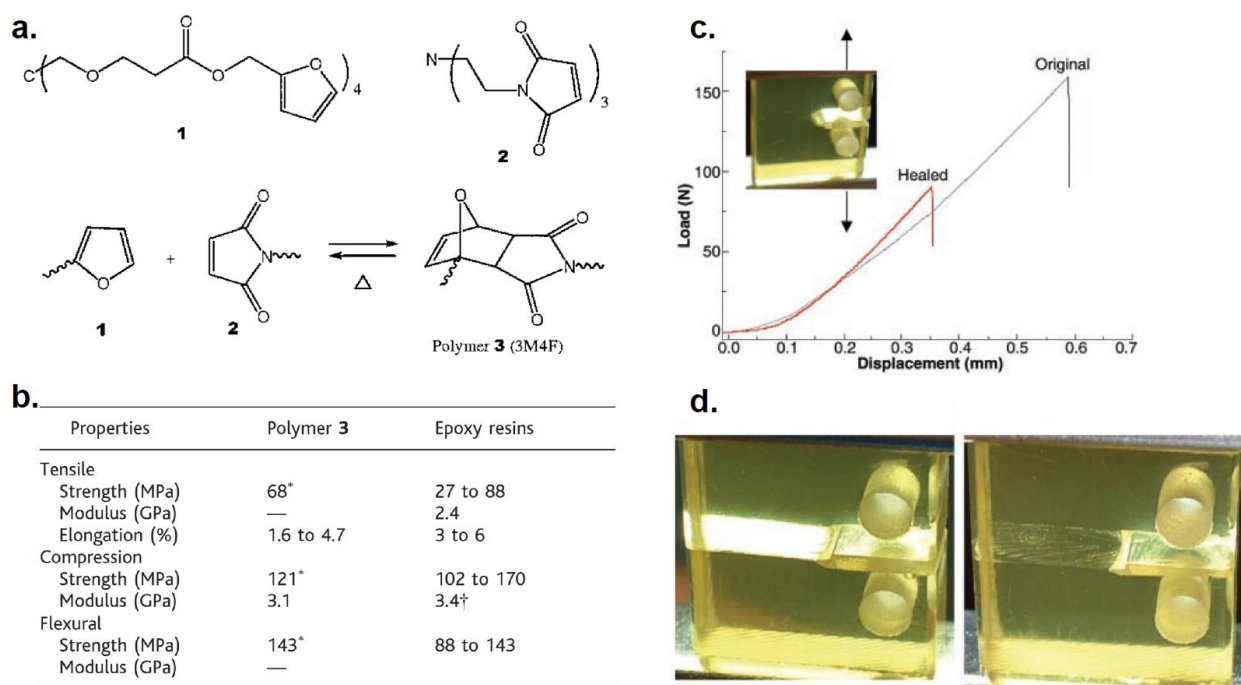 a.
O
C ( O O O ) 4
1
N ( N O O ) 3
2
O
1
+
O
N
O
2
△
O
O
N
O
Polymer 3 (3M4F)
b.
Properties Polymer 3 Epoxy resins
Tensile
Strength (MPa) 68* 27 to 88
Modulus (GPa) — 2.4
Elongation (%) 1.6 to 4.7 3 to 6
Compression
Strength (MPa) 121* 102 to 170
Modulus (GPa) 3.1 3.4†
Flexural
Strength (MPa) 143* 88 to 143
Modulus (GPa) —
c.
Original
Healed
Load (N)
150
100
50
0
0.0 0.1 0.2 0.3 0.4 0.5 0.6 0.7
Displacement (mm)
d.